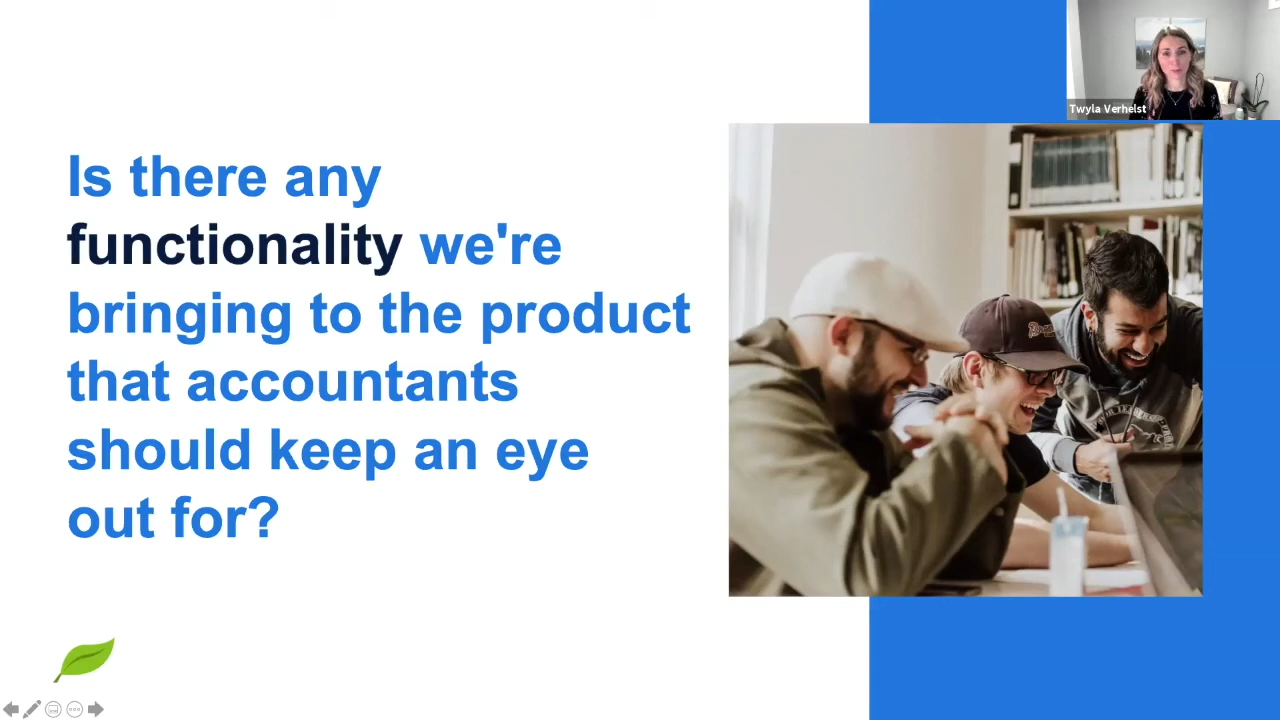 Twyla Verhelst
Is there any
functionality we're
bringing to the product
that accountants
should keep an eye
out for?